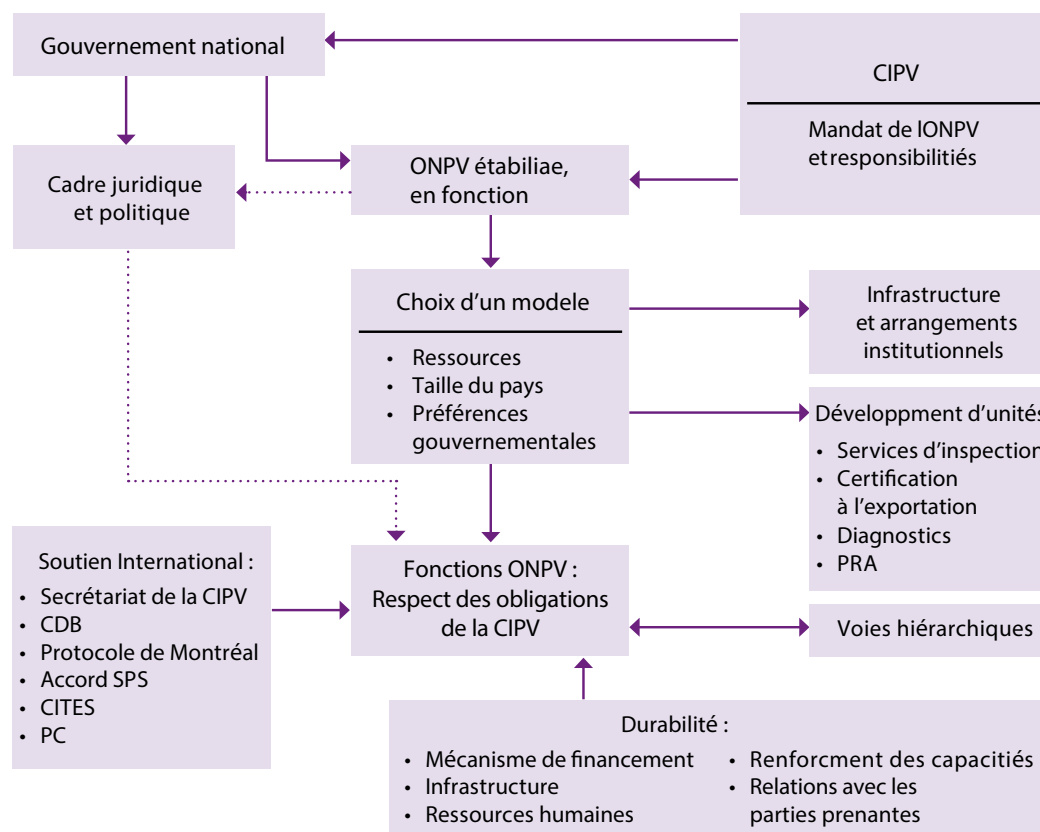 Gouvernement national
CIPV
Mandat de lONPV
etresponsibilitiés
Cadre juridique
et politique
ONPV étabiliae,
en fonction
Choix d'un modele
• Ressources
• Taille du pays
• Préférences
gouvernementales
Infrastructure
et arrangements
institutionnels
Développment d'unités
• Services d'inspection
• Certification
à l'exportation
• Diagnostics
• PRA
Soutien International :
• Secrétariat de la CIPV
• CDB
• Protocole de Montréal
• Accord SPS
• CITES
• PC
Fonctions ONPV :
Respect des obligations
de la CIPV
Voies hiérarchiques
Durabilité :
• Mécanisme de financement
• Infrastructure
• Ressources humaines
• Renforcment des capacitiés
• Relations avec les
parties prenantes